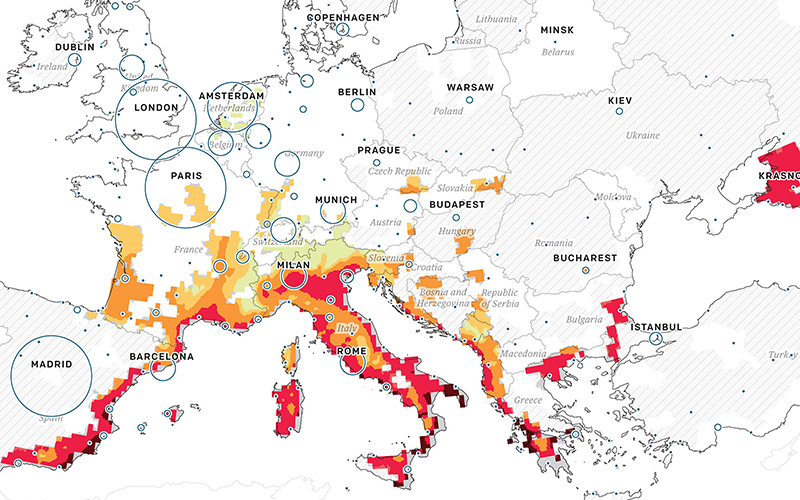 COPENHAGEN
Lithuania
MINSK
DUBLIN
Russia
Belarus
Ireland
United
Kingdom
AMSTERDAM
Netherlands
BERLIN
WARSAW
KIEV
LONDON
Poland
Ukraine
Belgium
Germany
PRAGUE
Czech Republic
PARIS
Slovakia
KRASNO
MUNICH
BUDAPEST
Moldova
Austria
Hungary
France
Switzerland
Romania
MILAN
Slovenia
BUCHAREST
Croatia
Bosnia and
Herzegovina
Republic
of Serbia
Italy
Bulgaria
ISTANBUL
ROME
BARCELONA
Macedonia
Turkey
MADRID
Greece
Spain